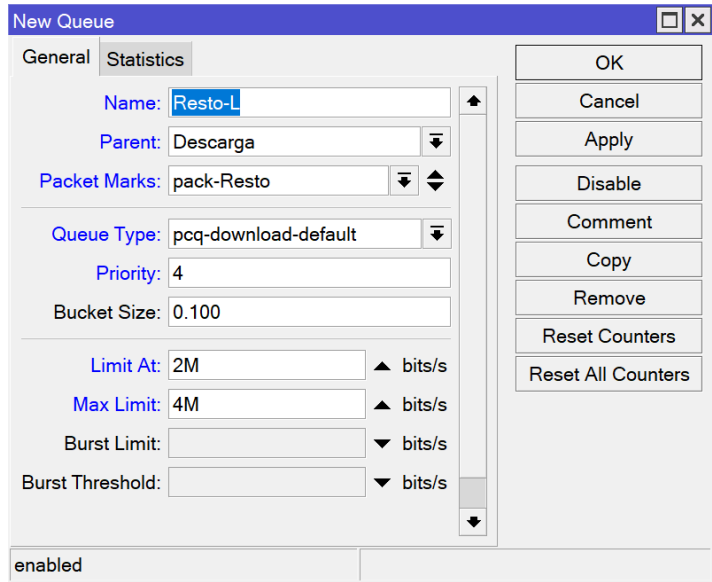 New Queue
General Statistics
Name: Resto-L
Parent: Descarga
Packet Marks: pack-Resto
Queue Type: pcq-download-default
Priority: 4
Bucket Size: 0.100
Limit At: 2M bits/s
Max Limit: 4M bits/s
Burst Limit: bits/s
Burst Threshold: bits/s
OK
Cancel
Apply
Disable
Comment
Copy
Remove
Reset Counters
Reset All Counters
enabled